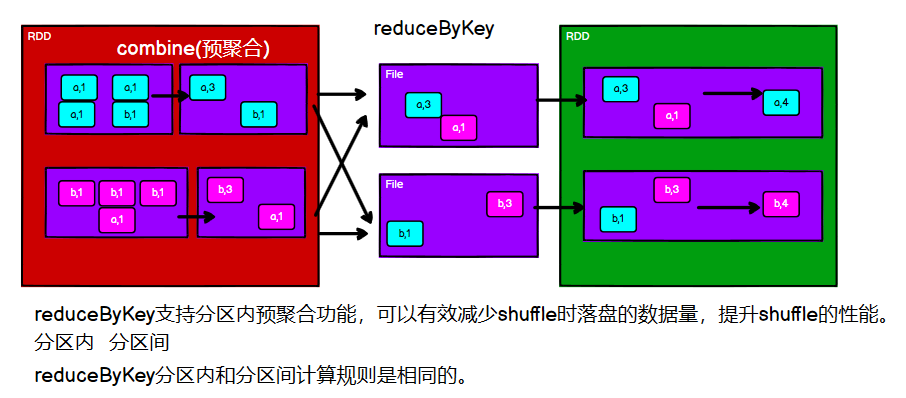 reduceByKey
RDD
combine(预聚合)
a,1 a,1
a,1 b,1
a,3
b,1
b,1 b,1 b,1
a,1
b,3
a,1
File
a,3
a,1
File
b,3
b,1
RDD
a,3
a,1
a,4
b,3
b,1
b,4
reduceByKey支持分区内预聚合功能，可以有效减少shuffle时落盘的数据量，提升shuffle的性能。
分区内 分区间
reduceByKey分区内和分区间计算规则是相同的。